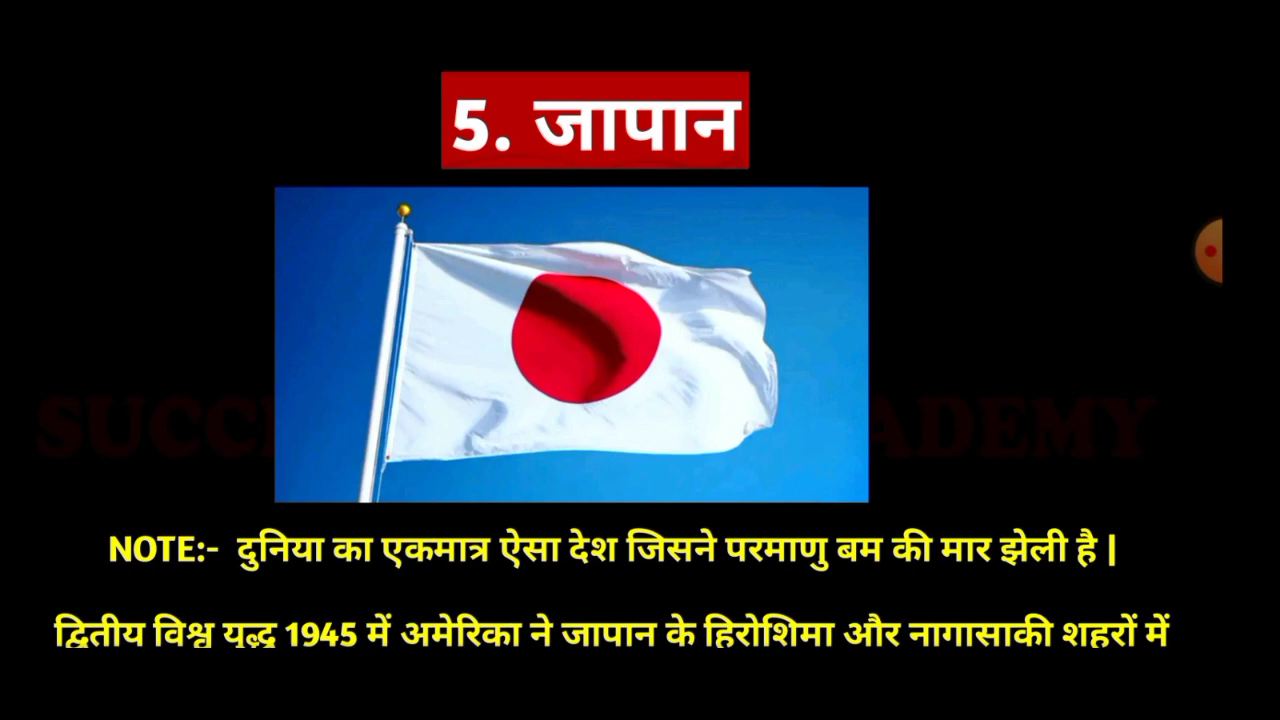 5. जापान
NOTE:- दुनिया का एकमात्र ऐसा देश जिसने परमाणु बम की मार झेली है |
द्वितीय विश्व युद्ध 1945 में अमेरिका ने जापान के हिरोशिमा और नागासाकी शहरों में